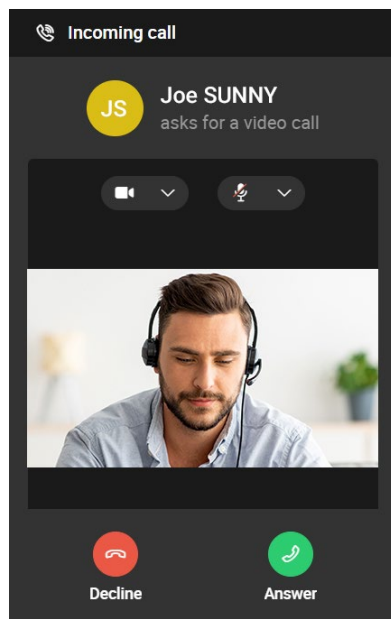 Incoming call
JS
Joe SUNNY
asks for a video call
Decline
Answer